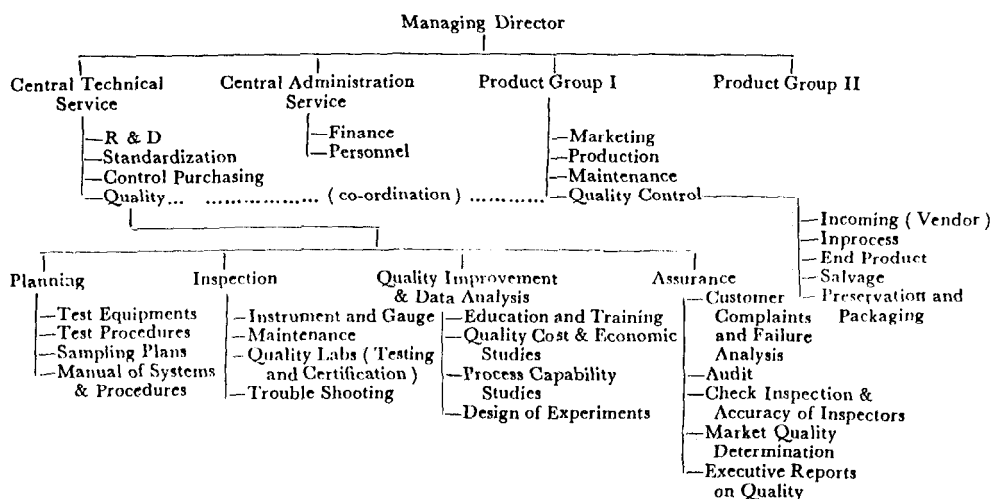 Managing Director
Central Technical
Service
Central Administration
Service
Product Group I
Product Group II
—R & D
—Standardization
—Control Purchasing
—Quality... .................... ( co-ordination ) ............
—Finance
—Personnel
—Marketing
—Production
—Maintenance
—Quality Control
—Incoming ( Vendor )
—Inprocess
—End Product
—Salvage
—Preservation and
Packaging
Planning
—Test Equipments
—Test Procedures
—Sampling Plans
—Manual of Systems
& Procedures
Inspection
—Instrument and Gauge
—Maintenance
—Quality Labs ( Testing
and Certification )
—Trouble Shooting
Quality Improvement
& Data Analysis
—Education and Training
—Quality Cost & Economic
Studies
—Process Capability
Studies
—Design of Experiments
Assurance
—Customer
Complaints
and Failure
Analysis
—Audit
—Check Inspection &
Accuracy of Inspectors
—Market Quality
Determination
—Executive Reports
on Quality